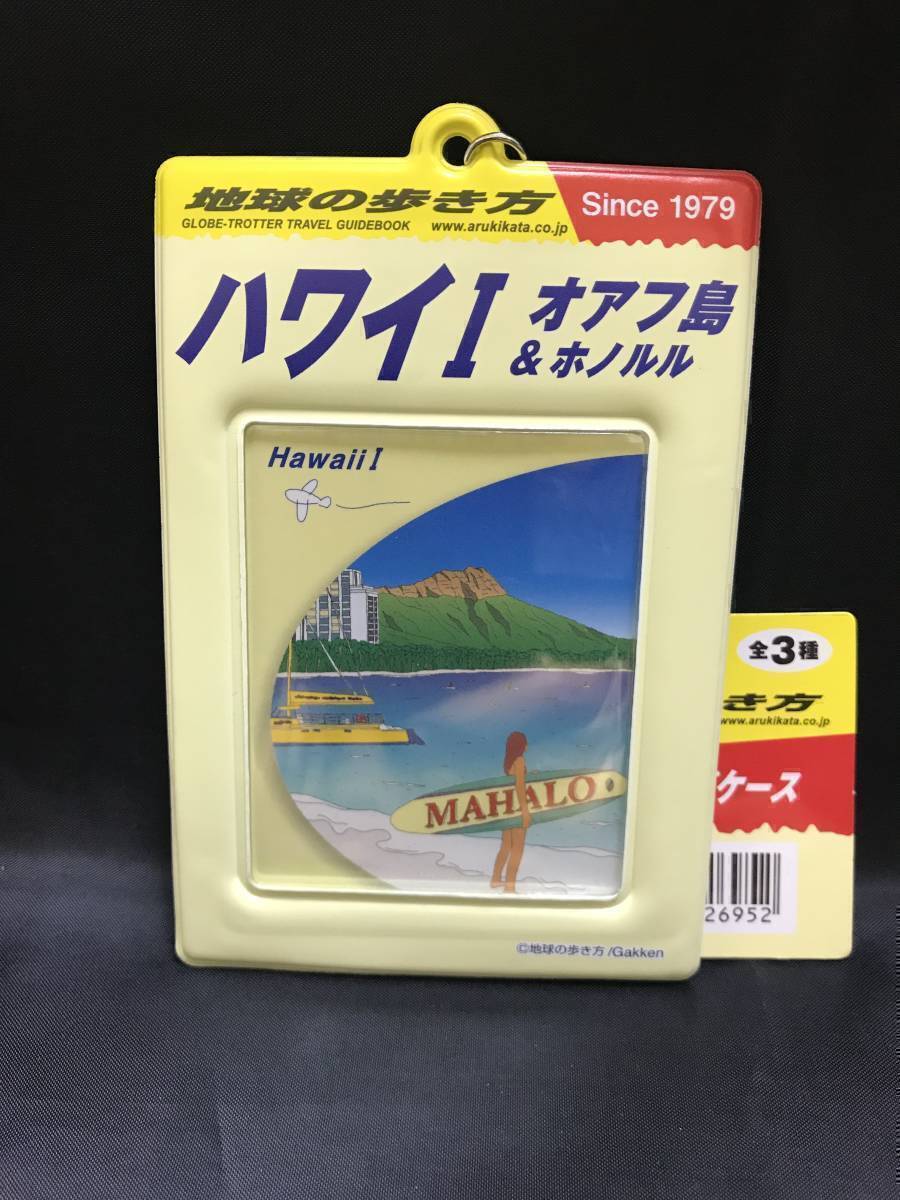 地球の歩き方
Since 1979
GLOBE-TROTTER TRAVEL GUIDEBOOK www.arukikata.co.jp
ハワイI オアフ島
&ホノルル
Hawaii I
MAHALO
©地球の歩き方/Gakken
全3種
き方
www.arukikata.co.jp
ケース
26952